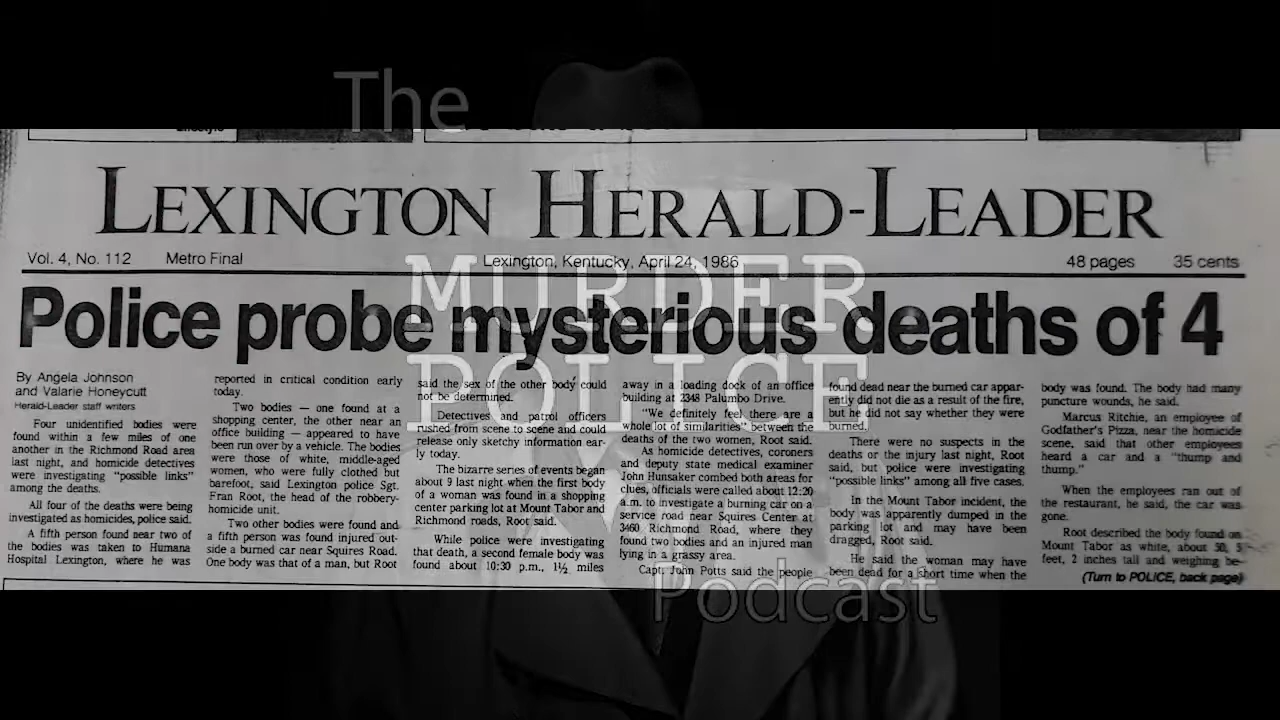 The
Lifestyle
LEXINGTON HERALD-LEADER
Vol. 4, No. 112 Metro Final Lexington, Kentucky, April 24, 1986 48 pages 35 cents
MURDER
POLICE
Podcast
Police probe mysterious deaths of 4
By Angela Johnson
and Valarie Honeycutt
Herald-Leader staff writers
Four unidentified bodies were
found within a few miles of one
another in the Richmond Road area
last night, and homicide detectives
were investigating "possible links"
among the deaths.
All four of the deaths were being
investigated as homicides, police said.
A fifth person found near two of
the bodies was taken to Humana
Hospital Lexington, where he was
reported in critical condition early
today.
Two bodies — one found at a
shopping center, the other near an
office building — appeared to have
been run over by a vehicle. The bodies
were those of white, middle-aged
women, who were fully clothed but
barefoot, said Lexington police Sgt.
Fran Root, the head of the robbery-
homicide unit.
Two other bodies were found and
a fifth person was found injured out-
side a burned car near Squires Road.
One body was that of a man, but Root
said the sex of the other body could
not be determined.
Detectives and patrol officers
rushed from scene to scene and could
release only sketchy information ear-
ly today.
The bizarre series of events began
about 9 last night when the first body
of a woman was found in a shopping
center parking lot at Mount Tabor and
Richmond roads, Root said.
While police were investigating
that death, a second female body was
found about 10:30 p.m., 1½ miles
away in a loading dock of an office
building at 2348 Palumbo Drive.
"We definitely feel there are a
whole lot of similarities" between the
deaths of the two women, Root said.
As homicide detectives, coroners
and deputy state medical examiner
John Hunsaker combed both areas for
clues, officials were called about 12:20
a.m. to investigate a burning car on a
service road near Squires Center at
3460 Richmond Road, where they
found two bodies and an injured man
lying in a grassy area.
Capt. John Potts said the people
found dead near the burned car appar-
ently did not die as a result of the fire,
but he did not say whether they were
burned.
There were no suspects in the
deaths or the injury last night, Root
said, but police were investigating
"possible links" among all five cases.
In the Mount Tabor incident, the
body was apparently dumped in the
parking lot and may have been
dragged, Root said.
He said the woman may have
been dead for a short time when the
body was found. The body had many
puncture wounds, he said.
Marcus Ritchie, an employee of
Godfather's Pizza, near the homicide
scene, said that other employees
heard a car and a "thump and
thump."
When the employees ran out of
the restaurant, he said, the car was
gone.
Root described the body found on
Mount Tabor as white, about 50, 5
feet, 2 inches tall and weighing be-
(Turn to POLICE, back page)